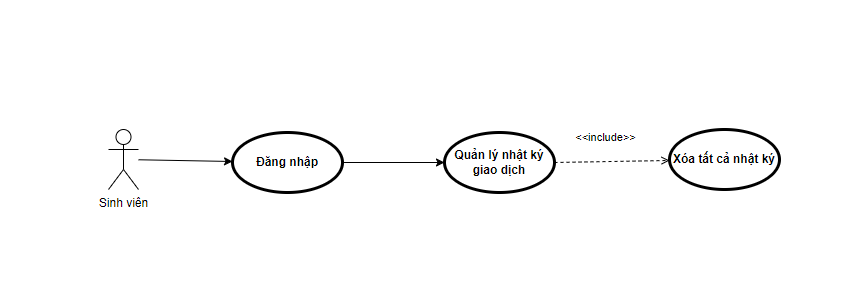 <<include>>
Sinh viên
Đăng nhập
Quản lý nhật ký
giao dịch
Xóa tất cả nhật ký